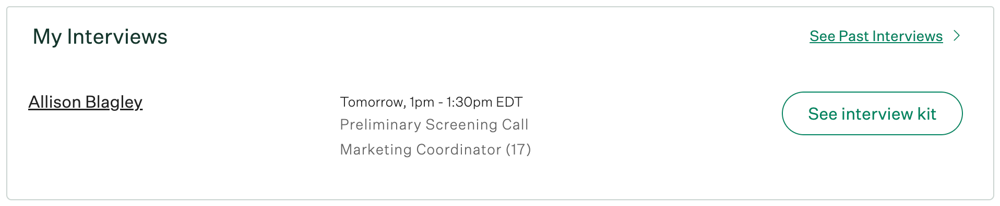 My Interviews
See Past Interviews
Allison Blagley
Tomorrow, 1pm - 1:30pm EDT
Preliminary Screening Call
Marketing Coordinator (17)
See interview kit